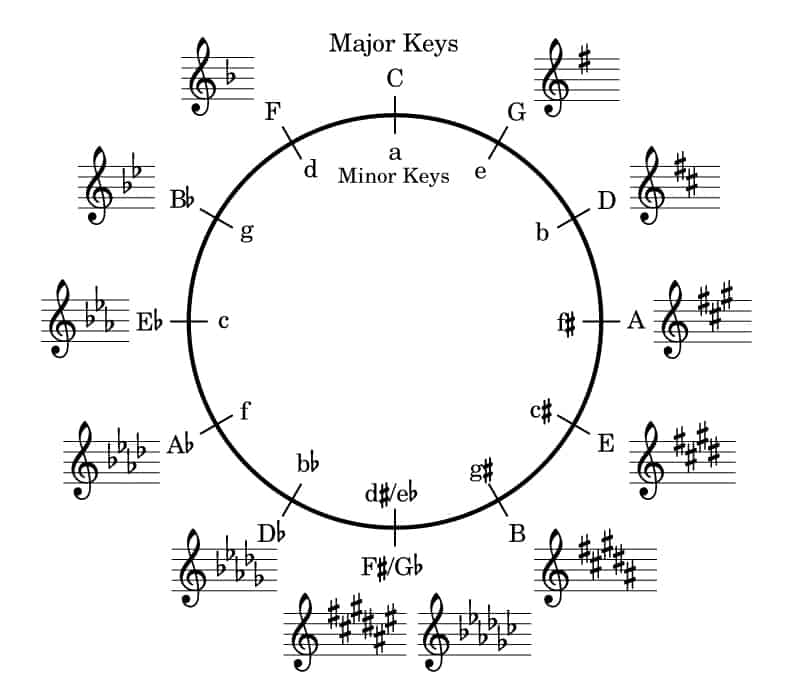 Major Keys
C
F
G
a
Minor Keys
d
e
B♭
D
g
b
E♭
c
f♯
A
A♭
f
c♯
E
b♭
g♯
d♯/e♭
D♭
B
F♯/G♭